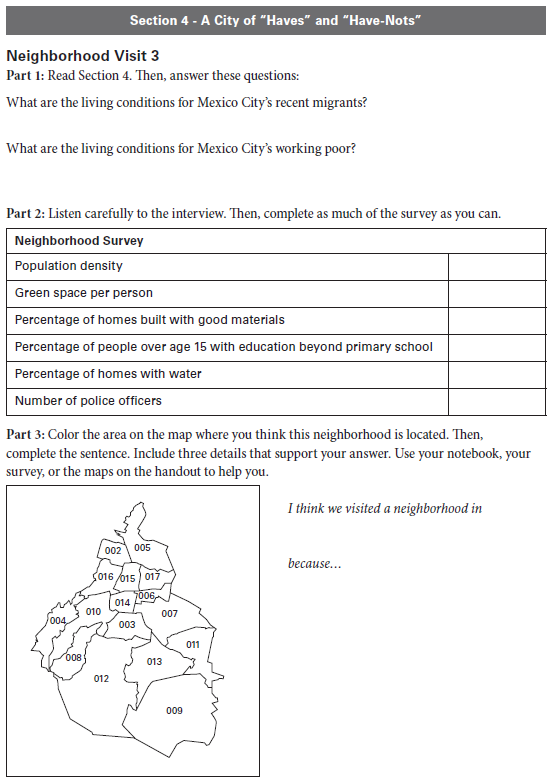 Section 4 - A City of “Haves” and “Have-Nots”
Neighborhood Visit 3
Part 1: Read Section 4. Then, answer these questions:
What are the living conditions for Mexico City’s recent migrants?
What are the living conditions for Mexico City’s working poor?
Part 2: Listen carefully to the interview. Then, complete as much of the survey as you can.
Neighborhood Survey
Population density
Green space per person
Percentage of homes built with good materials
Percentage of people over age 15 with education beyond primary school
Percentage of homes with water
Number of police officers
Part 3: Color the area on the map where you think this neighborhood is located. Then,
complete the sentence. Include three details that support your answer. Use your notebook, your
survey, or the maps on the handout to help you.
I think we visited a neighborhood in
because…
002 005
016 015 017
014 006
004 010 003 007
008 013 011
012
009